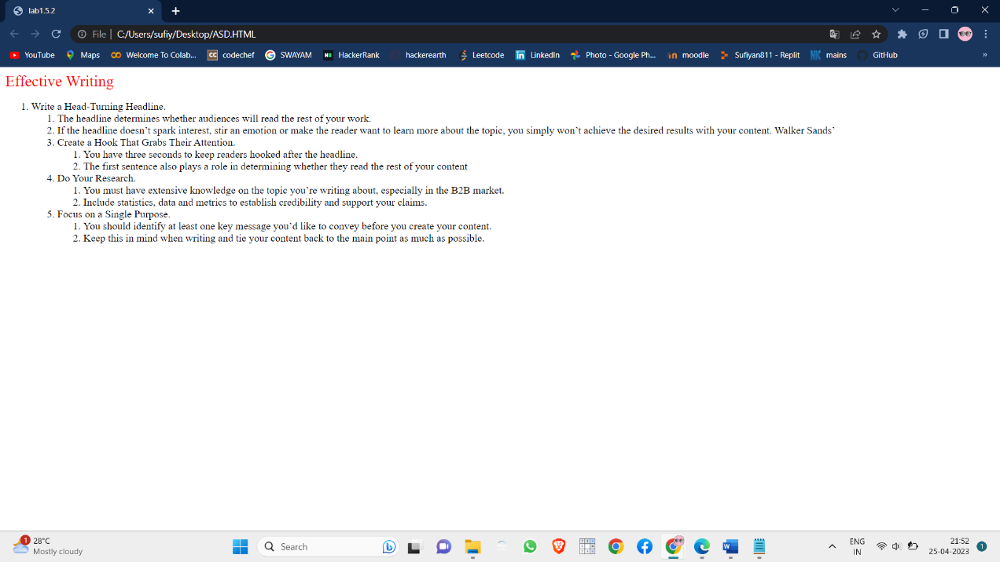 lab1.5.2
File | C:/Users/sufiy/Desktop/ASD.HTML
YouTube Maps Welcome To Colab... codechef SWAYAM HackerRank hackerearth Leetcode LinkedIn Photo - Google Ph... moodle Sufiyan811 - Replit mains GitHub »
Effective Writing
1. Write a Head-Turning Headline.
1. The headline determines whether audiences will read the rest of your work.
2. If the headline doesn’t spark interest, stir an emotion or make the reader want to learn more about the topic, you simply won’t achieve the desired results with your content. Walker Sands’
3. Create a Hook That Grabs Their Attention.
1. You have three seconds to keep readers hooked after the headline.
2. The first sentence also plays a role in determining whether they read the rest of your content
4. Do Your Research.
1. You must have extensive knowledge on the topic you’re writing about, especially in the B2B market.
2. Include statistics, data and metrics to establish credibility and support your claims.
5. Focus on a Single Purpose.
1. You should identify at least one key message you’d like to convey before you create your content.
2. Keep this in mind when writing and tie your content back to the main point as much as possible.
1 28°C
Mostly cloudy
Search
ENG
IN
21:52
25-04-2023
1